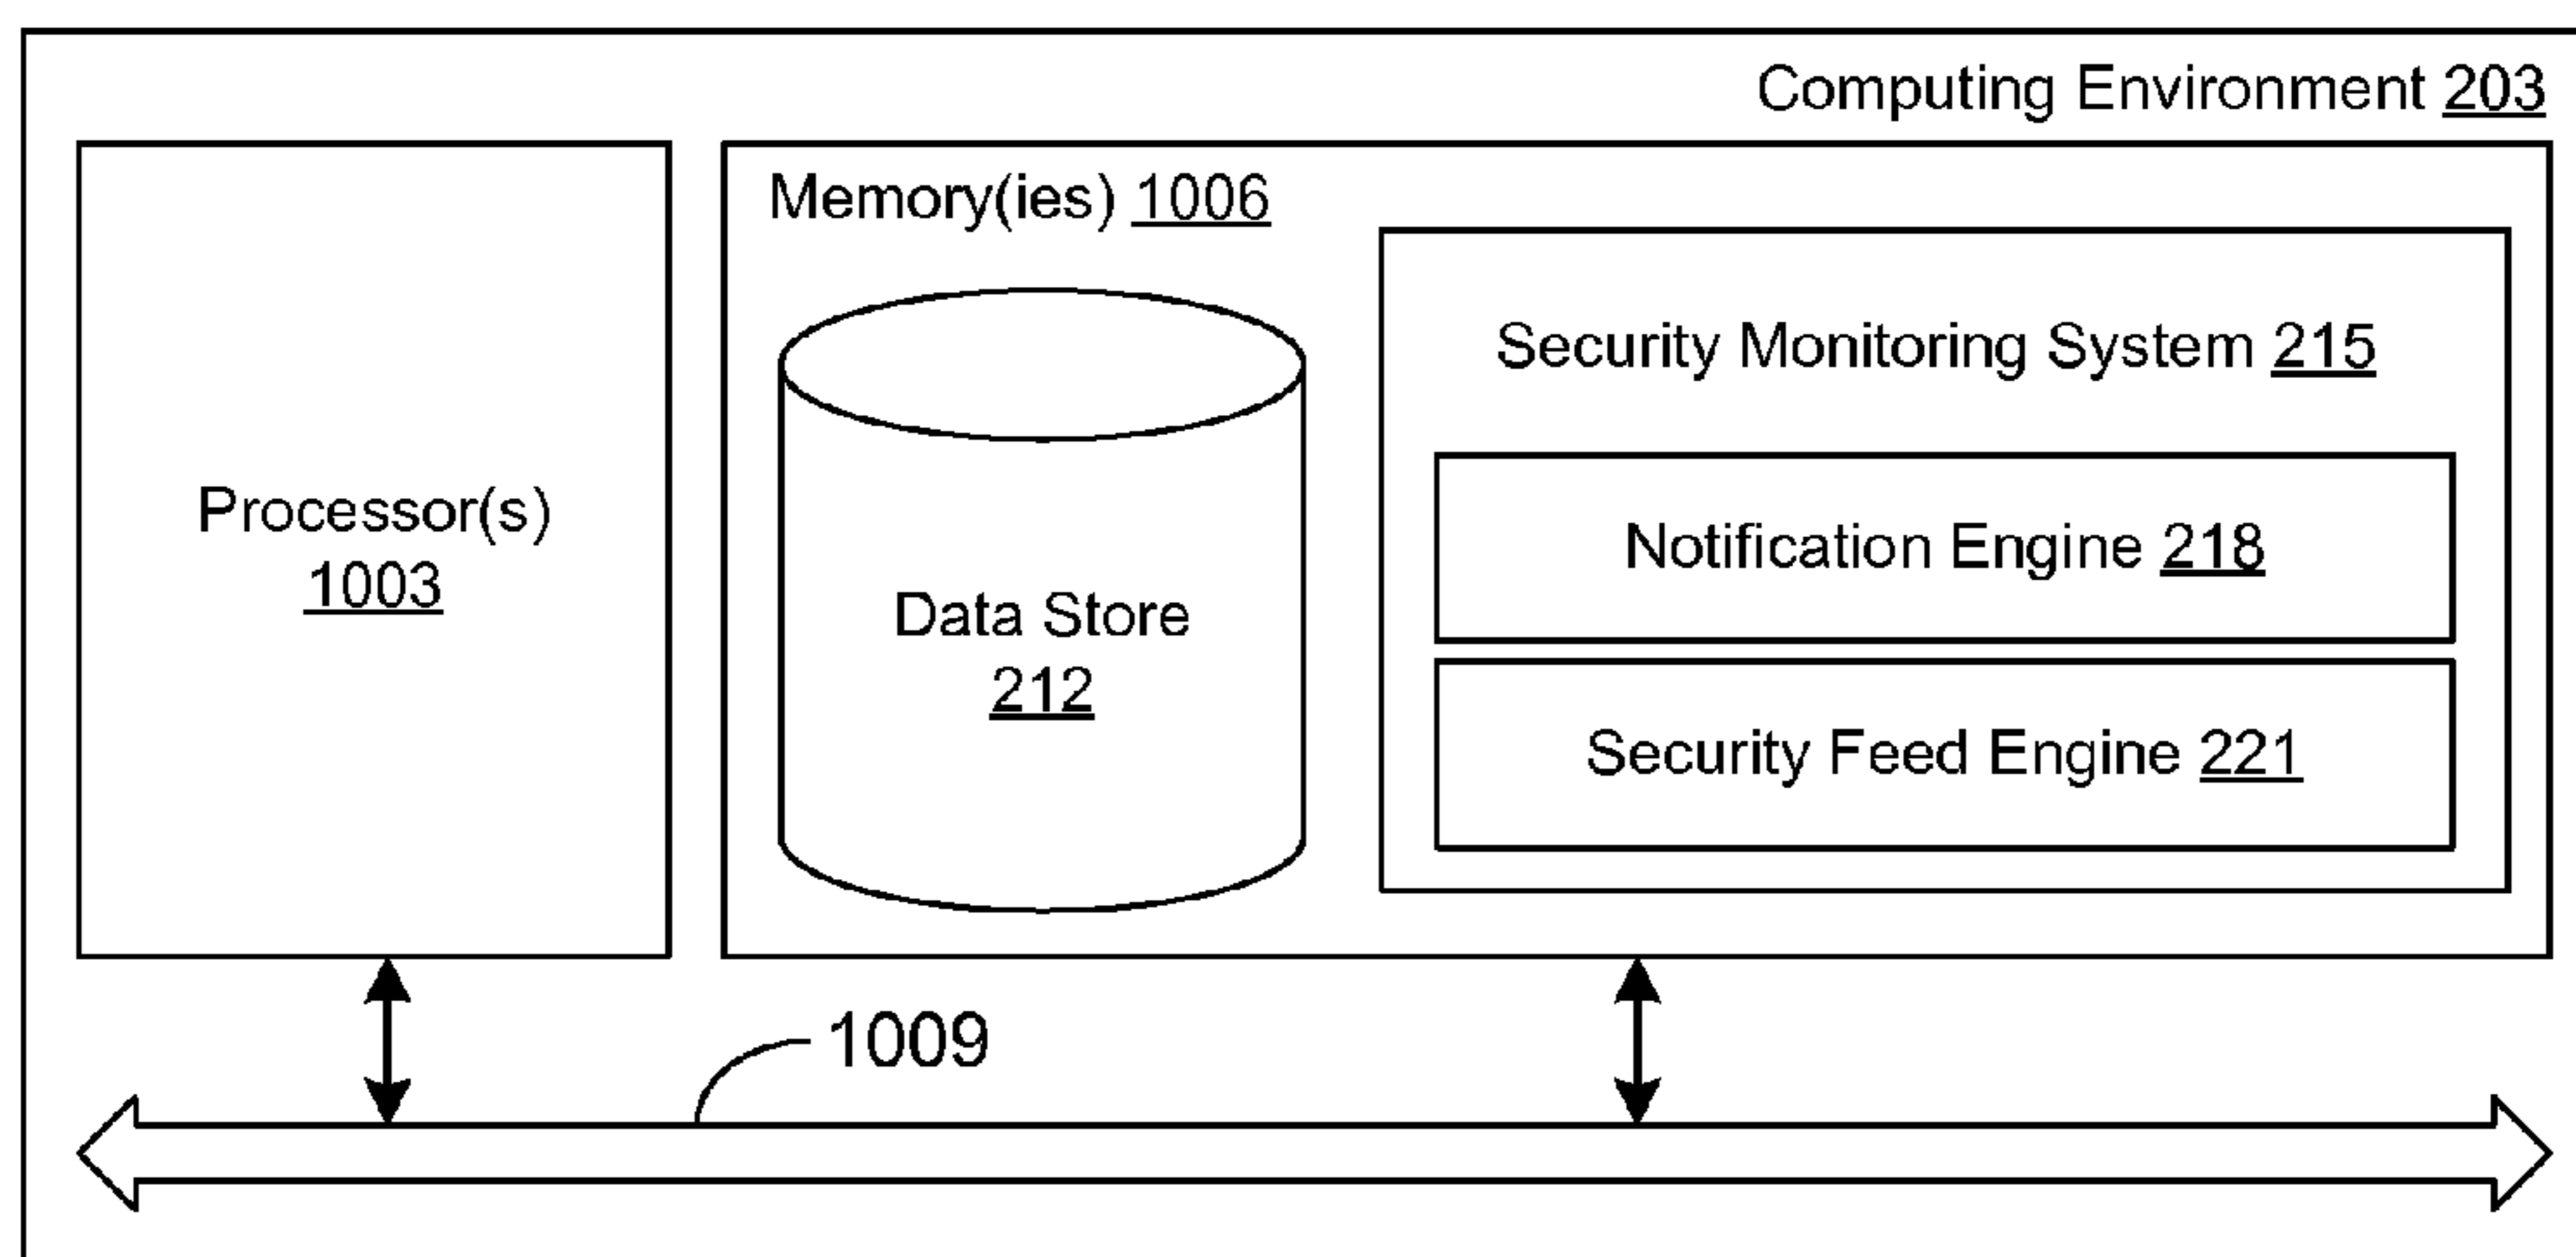 Computing Environment 203
Processor(s)
1003
Memory(ies) 1006
Data Store
212
Security Monitoring System 215
Notification Engine 218
Security Feed Engine 221
1009